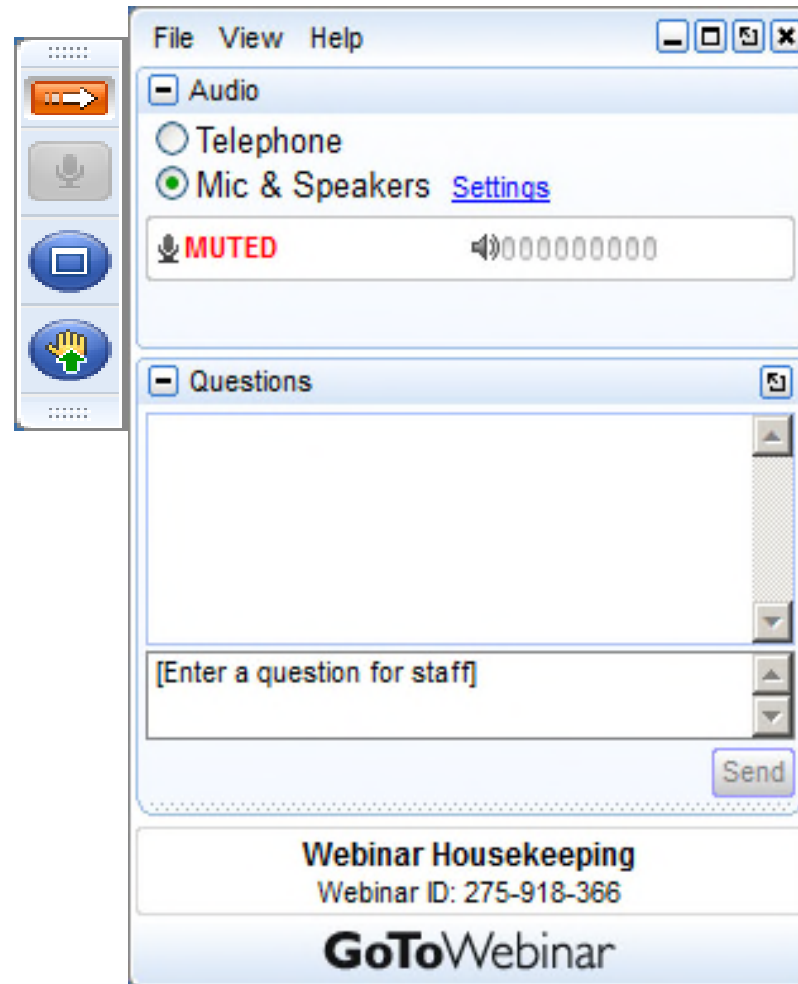 File View Help
Audio
Telephone
Mic & Speakers Settings
MUTED 000000000
Questions
[Enter a question for staff]
Send
Webinar Housekeeping
Webinar ID: 275-918-366
GoToWebinar